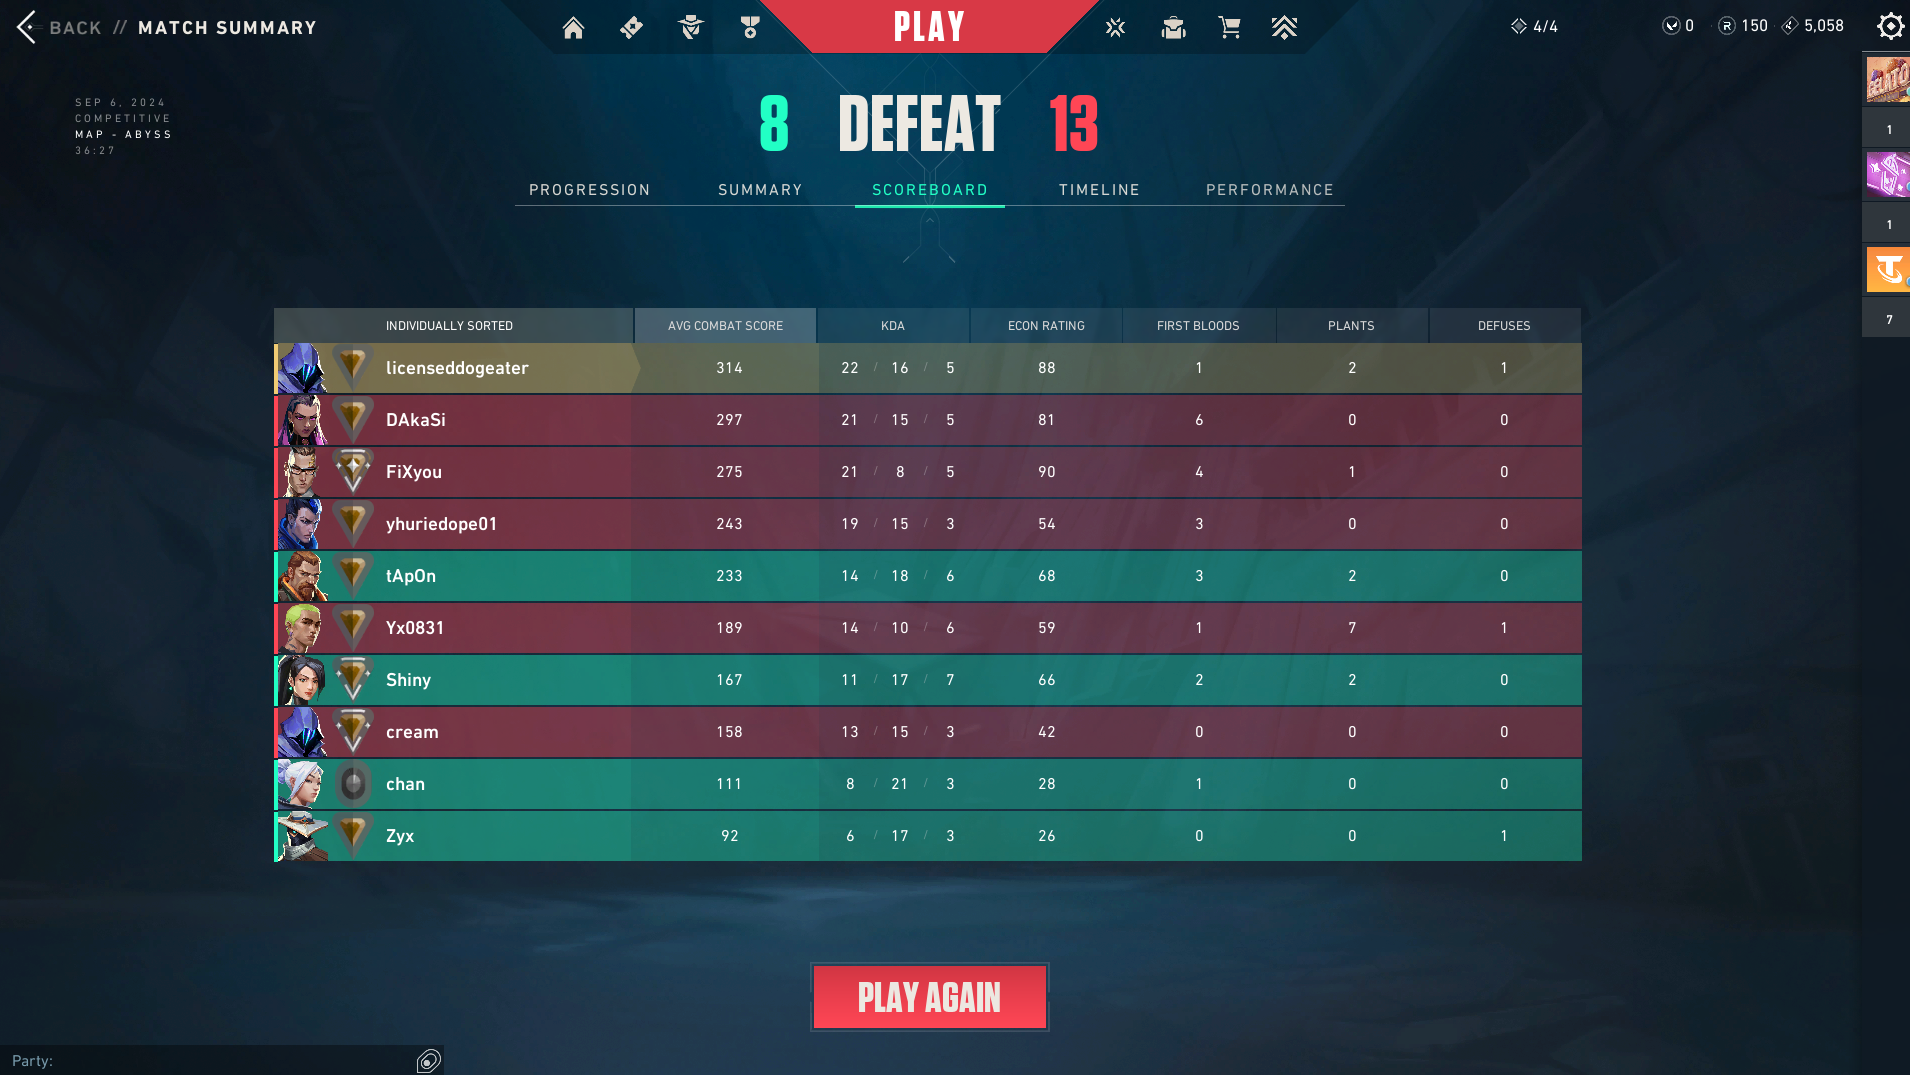 BACK // MATCH SUMMARY
PLAY
4/4
0
150
5,058
SEP 6, 2024
COMPETITIVE
MAP - ABYSS
36:27
8 DEFEAT 13
PROGRESSION SUMMARY SCOREBOARD TIMELINE PERFORMANCE
GELATO
1
1
T
7
INDIVIDUALLY SORTED AVG COMBAT SCORE KDA ECON RATING FIRST BLOODS PLANTS DEFUSES
licenseddogeater 314 22 / 16 / 5 88 1 2 1
DAkaSi 297 21 / 15 / 5 81 6 0 0
FiXyou 275 21 / 8 / 5 90 4 1 0
yhuriedope01 243 19 / 15 / 3 54 3 0 0
tApOn 233 14 / 18 / 6 68 3 2 0
Yx0831 189 14 / 10 / 6 59 1 7 1
Shiny 167 11 / 17 / 7 66 2 2 0
cream 158 13 / 15 / 3 42 0 0 0
chan 111 8 / 21 / 3 28 1 0 0
Zyx 92 6 / 17 / 3 26 0 0 1
PLAY AGAIN
Party: